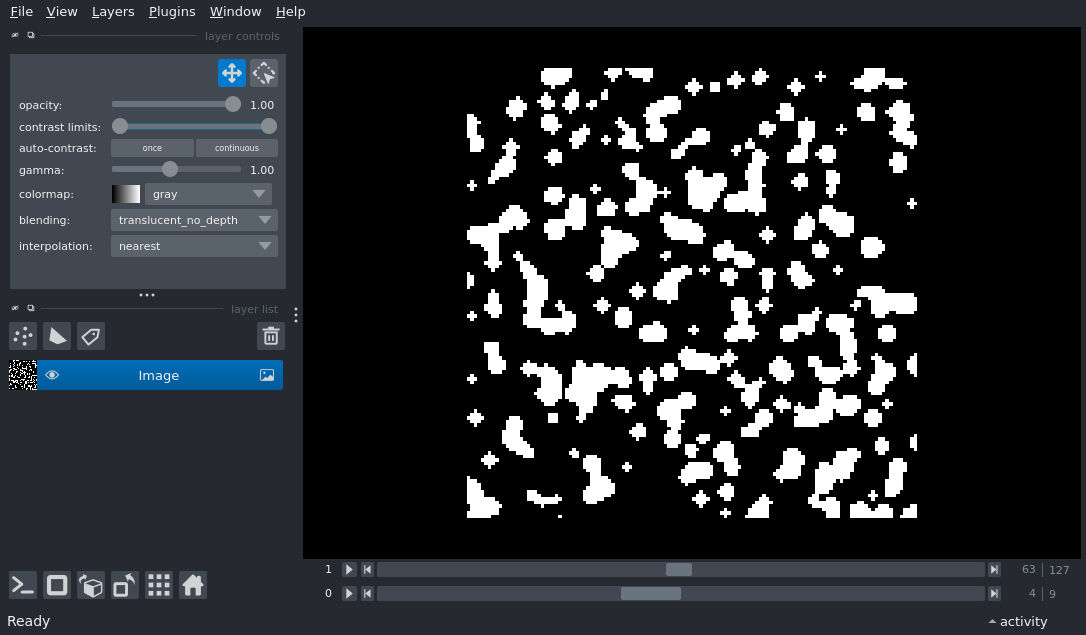 File View Layers Plugins Window Help
layer controls
opacity: 1.00
contrast limits:
auto-contrast: once continuous
gamma: 1.00
colormap: gray
blending: translucent_no_depth
interpolation: nearest
layer list
Image
1 63 127
0 4 9
Ready activity